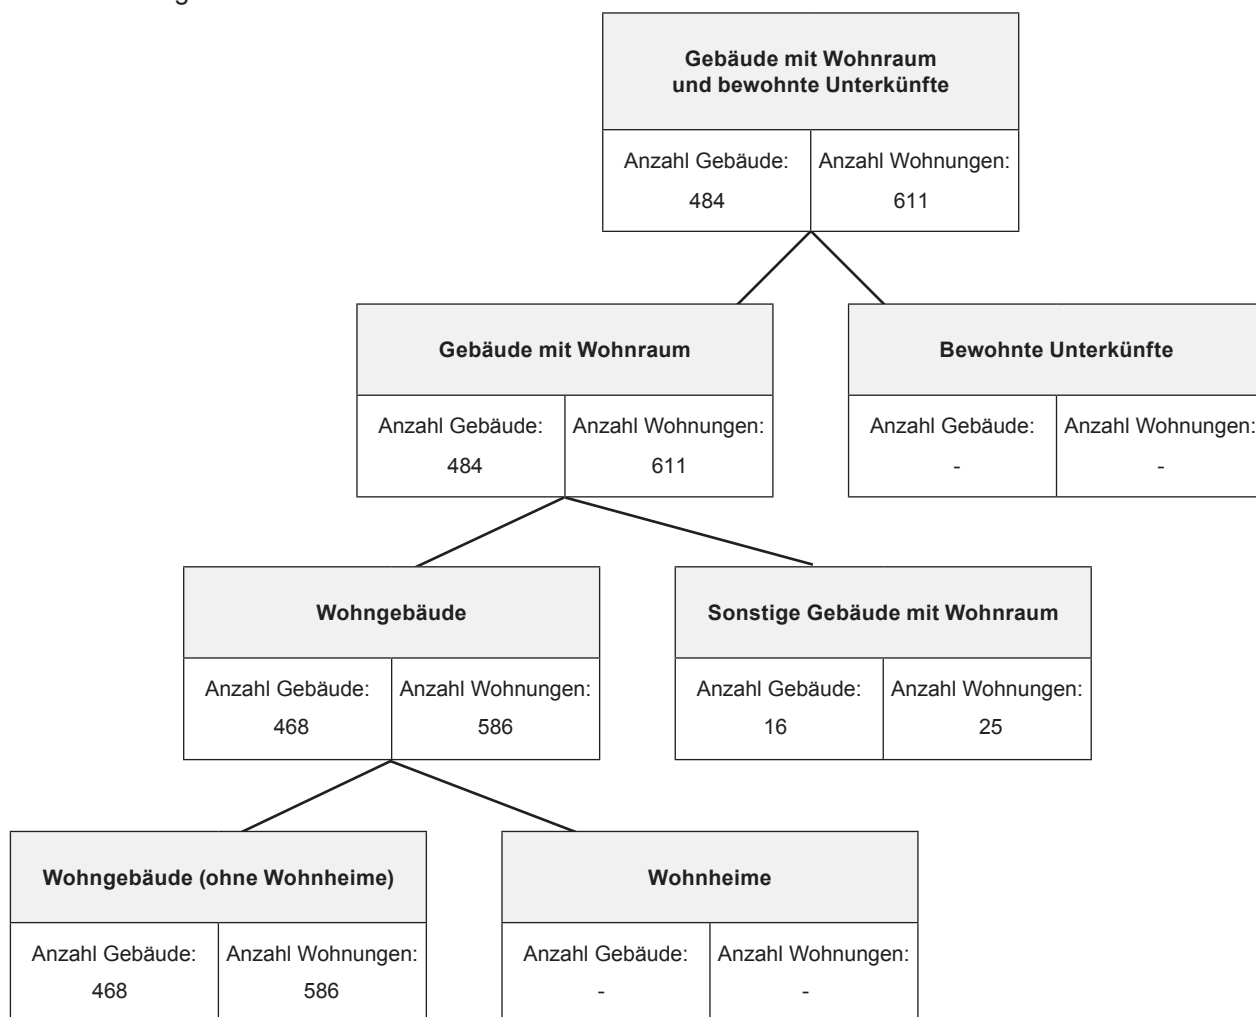 Gebäude mit Wohnraum
und bewohnte Unterkünfte
Anzahl Gebäude: Anzahl Wohnungen:
484 611
Gebäude mit Wohnraum
Anzahl Gebäude: Anzahl Wohnungen:
484 611
Bewohnte Unterkünfte
Anzahl Gebäude: Anzahl Wohnungen:
- -
Wohngebäude
Anzahl Gebäude: Anzahl Wohnungen:
468 586
Sonstige Gebäude mit Wohnraum
Anzahl Gebäude: Anzahl Wohnungen:
16 25
Wohngebäude (ohne Wohnheime)
Anzahl Gebäude: Anzahl Wohnungen:
468 586
Wohnheime
Anzahl Gebäude: Anzahl Wohnungen:
- -